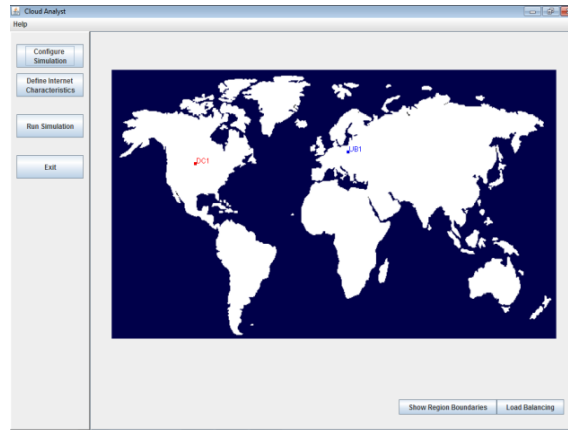 Cloud Analyst
Help
Configure
Simulation
Define Internet
Characteristics
Run Simulation
Exit
DC1
UB1
Show Region Boundaries
Load Balancing